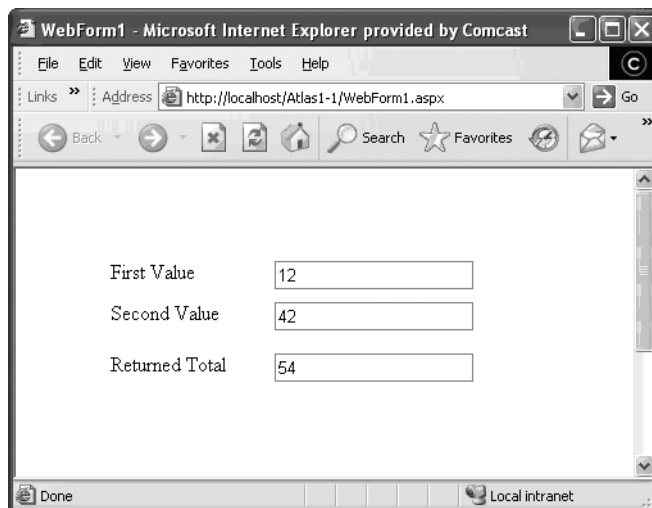 WebForm1 - Microsoft Internet Explorer provided by Comcast
File Edit View Favorites Tools Help
Links » Address http://localhost/Atlas1-1/WebForm1.aspx Go
Back Search Favorites »
First Value 12
Second Value 42
Returned Total 54
Done Local intranet